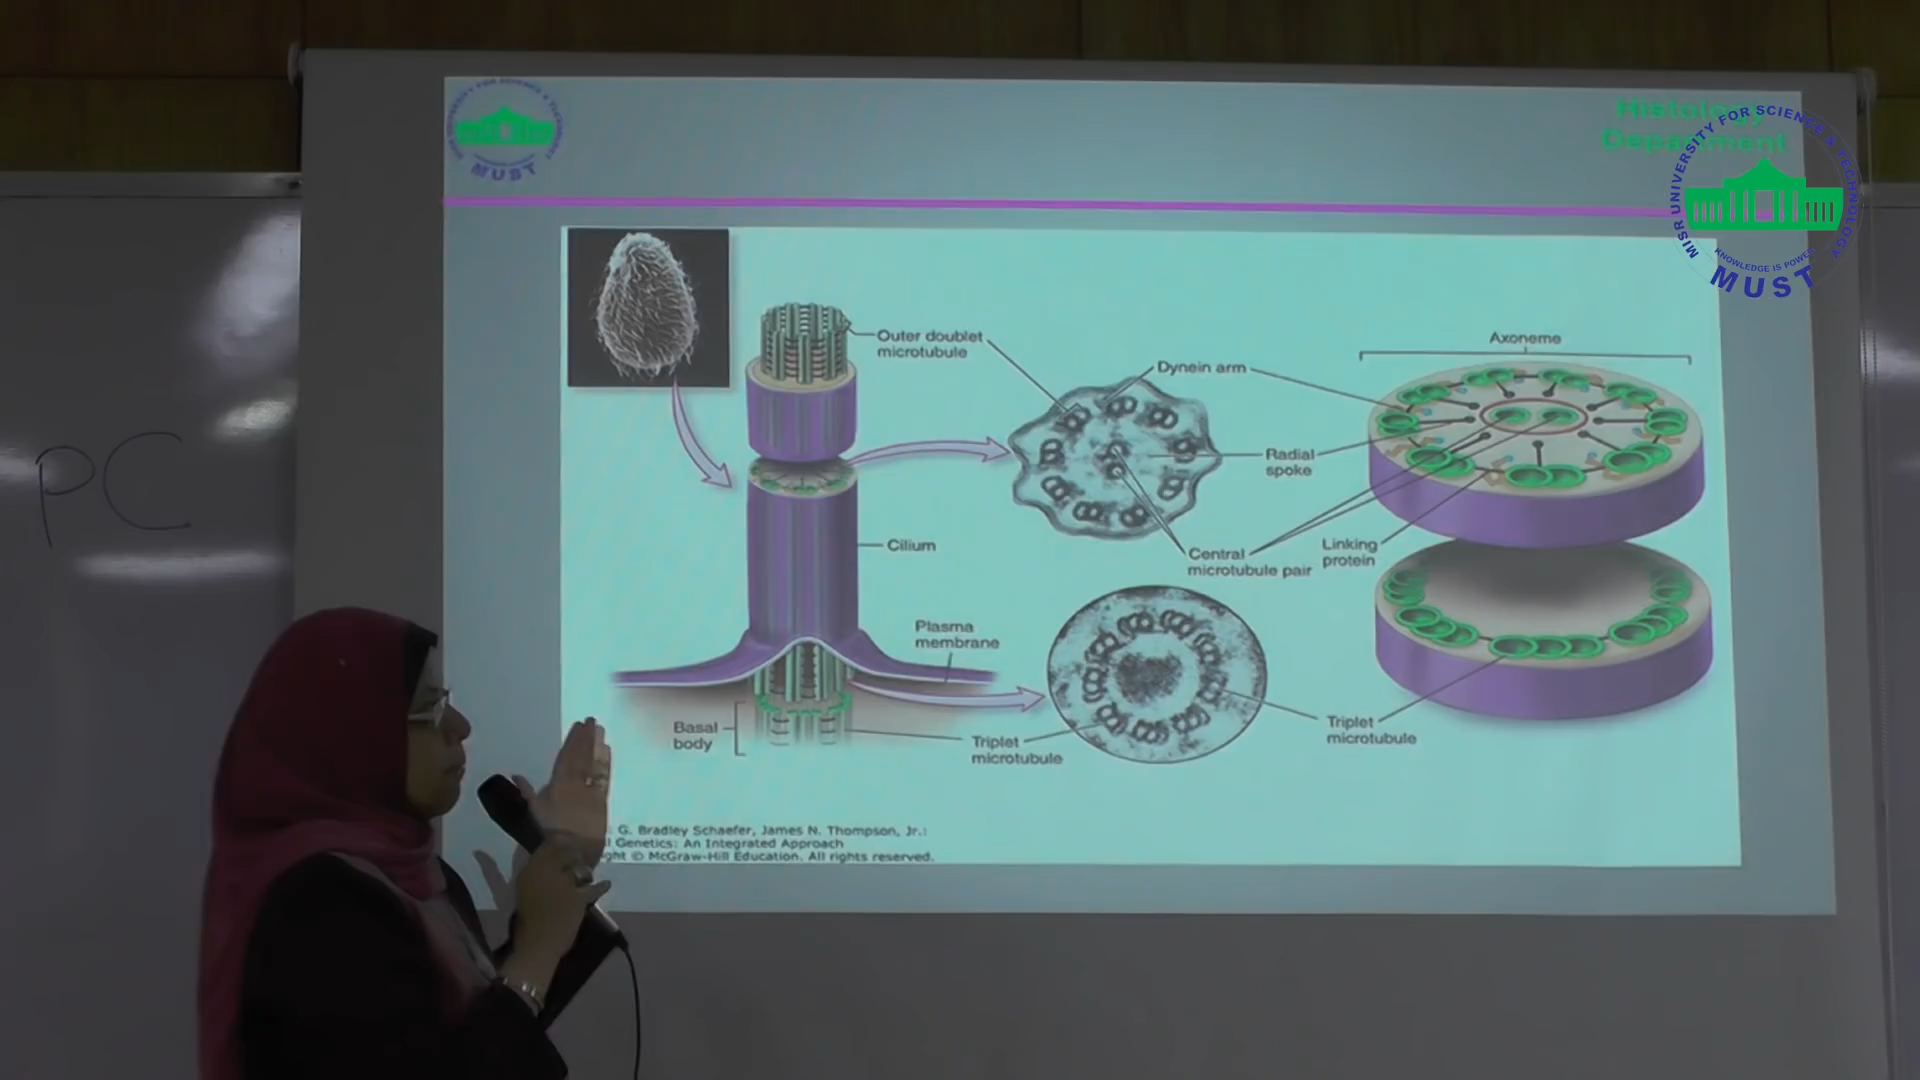 Histology
Department
MISR UNIVERSITY FOR SCIENCE & TECHNOLOGY
KNOWLEDGE IS POWER
MUST
MUST
PC
Outer doublet
microtubule
Dynein arm
Axoneme
Radial
spoke
Cilium
Central
microtubule pair
Linking
protein
Plasma
membrane
Basal
body
Triplet
microtubule
Triplet
microtubule
G. Bradley Schaefer, James N. Thompson, Jr.:
Genetics: An Integrated Approach
© McGraw-Hill Education. All rights reserved.